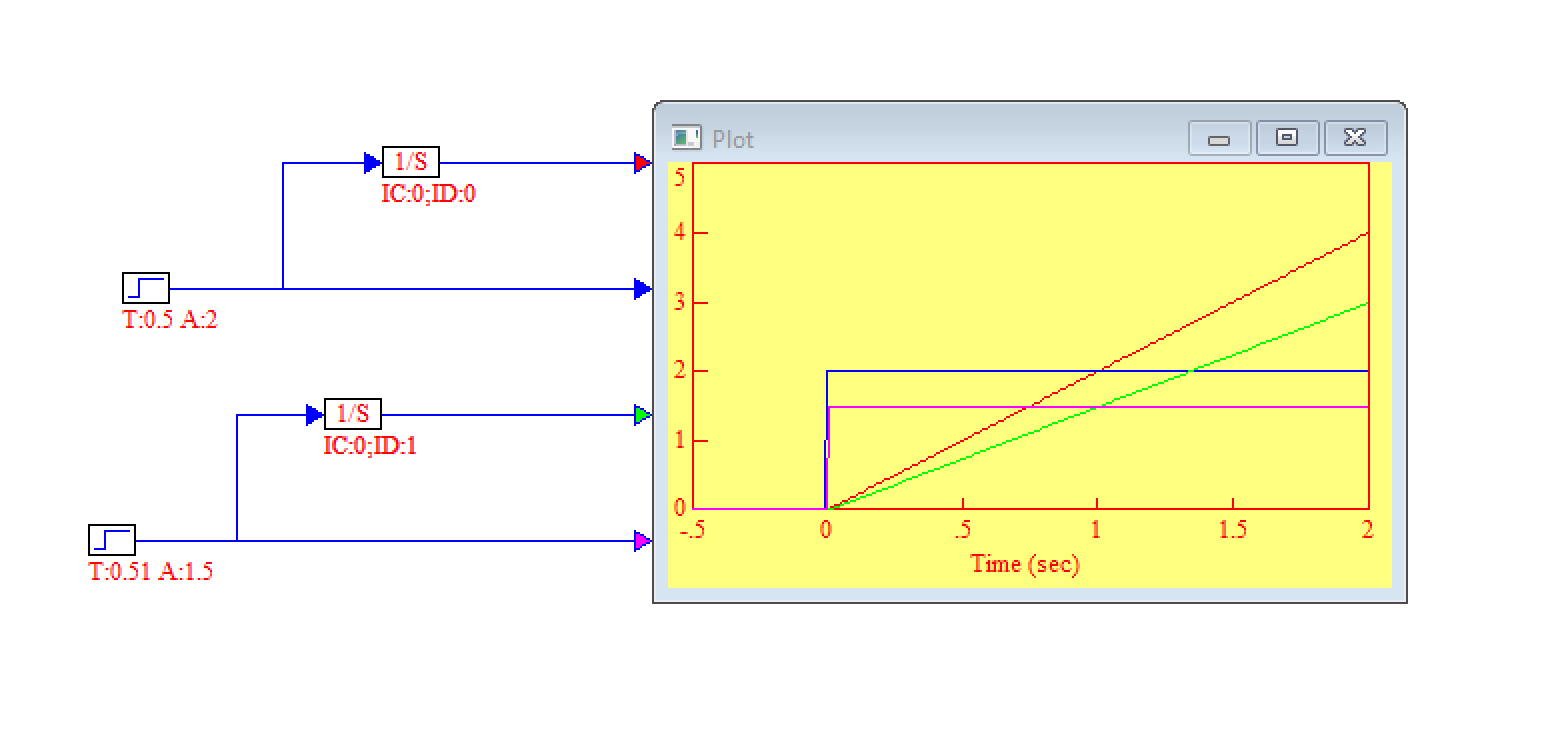 Plot
1/S
IC:0;ID:0
T:0.5 A:2
1/S
IC:0;ID:1
T:0.51 A:1.5
5
4
3
2
1
0
-.5 0 .5 1 1.5 2
Time (sec)